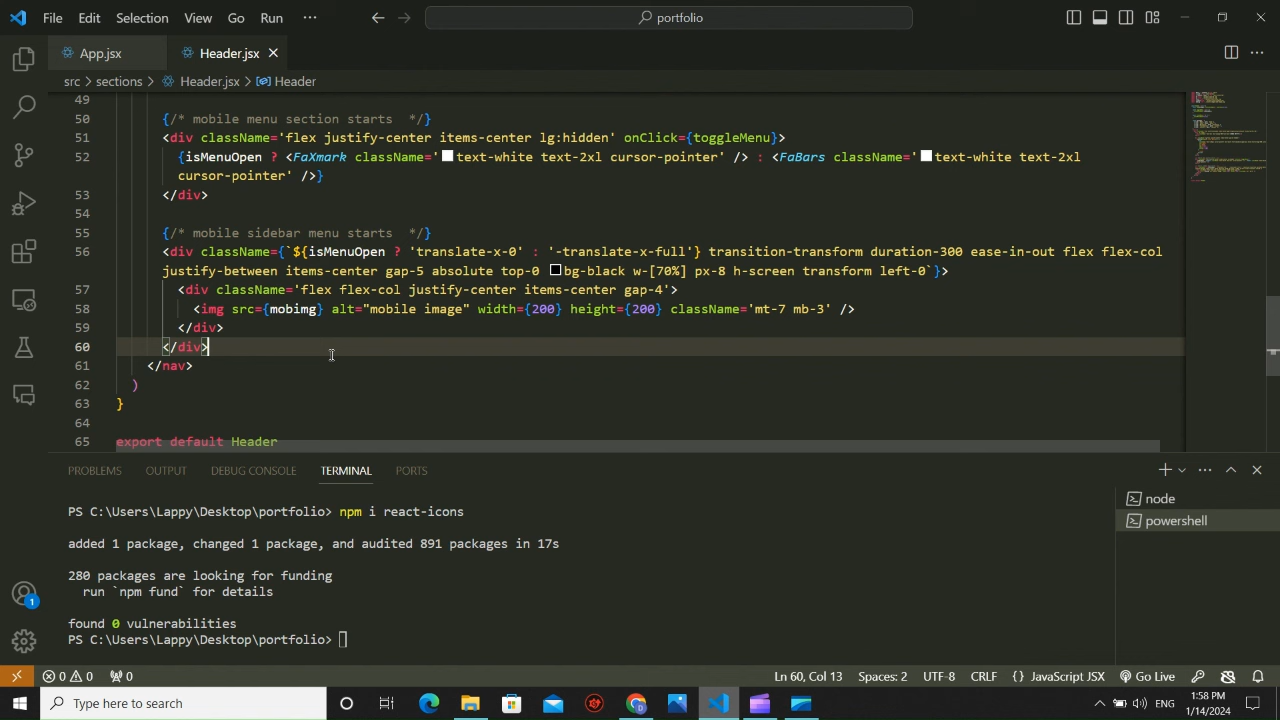 File Edit Selection View Go Run ··· portfolio
App.jsx Header.jsx
src > sections > Header.jsx > Header
49
50 {/* mobile menu section starts  */}
51 <div className='flex justify-center items-center lg:hidden' onClick={toggleMenu}>
52 {isMenuOpen ? <FaXmark className='text-white text-2xl cursor-pointer' /> : <FaBars className='text-white text-2xl
cursor-pointer' />}
53 </div>
54
55 {/* mobile sidebar menu starts  */}
56 <div className={`${isMenuOpen ? 'translate-x-0' : '-translate-x-full'} transition-transform duration-300 ease-in-out flex flex-col
justify-between items-center gap-5 absolute top-0 bg-black w-[70%] px-8 h-screen transform left-0`}>
57 <div className='flex flex-col justify-center items-center gap-4'>
58 <img src={mobimg} alt="mobile image" width={200} height={200} className='mt-7 mb-3' />
59 </div>
60 </div>
61 </nav>
62 )
63 }
64
65 export default Header
PROBLEMS OUTPUT DEBUG CONSOLE TERMINAL PORTS
PS C:\Users\Lappy\Desktop\portfolio> npm i react-icons
added 1 package, changed 1 package, and audited 891 packages in 17s
280 packages are looking for funding
run `npm fund` for details
found 0 vulnerabilities
PS C:\Users\Lappy\Desktop\portfolio>
node
powershell
1
0 0 0 Ln 60, Col 13 Spaces: 2 UTF-8 CRLF {} JavaScript JSX Go Live
Type here to search ENG 1:58 PM
1/14/2024